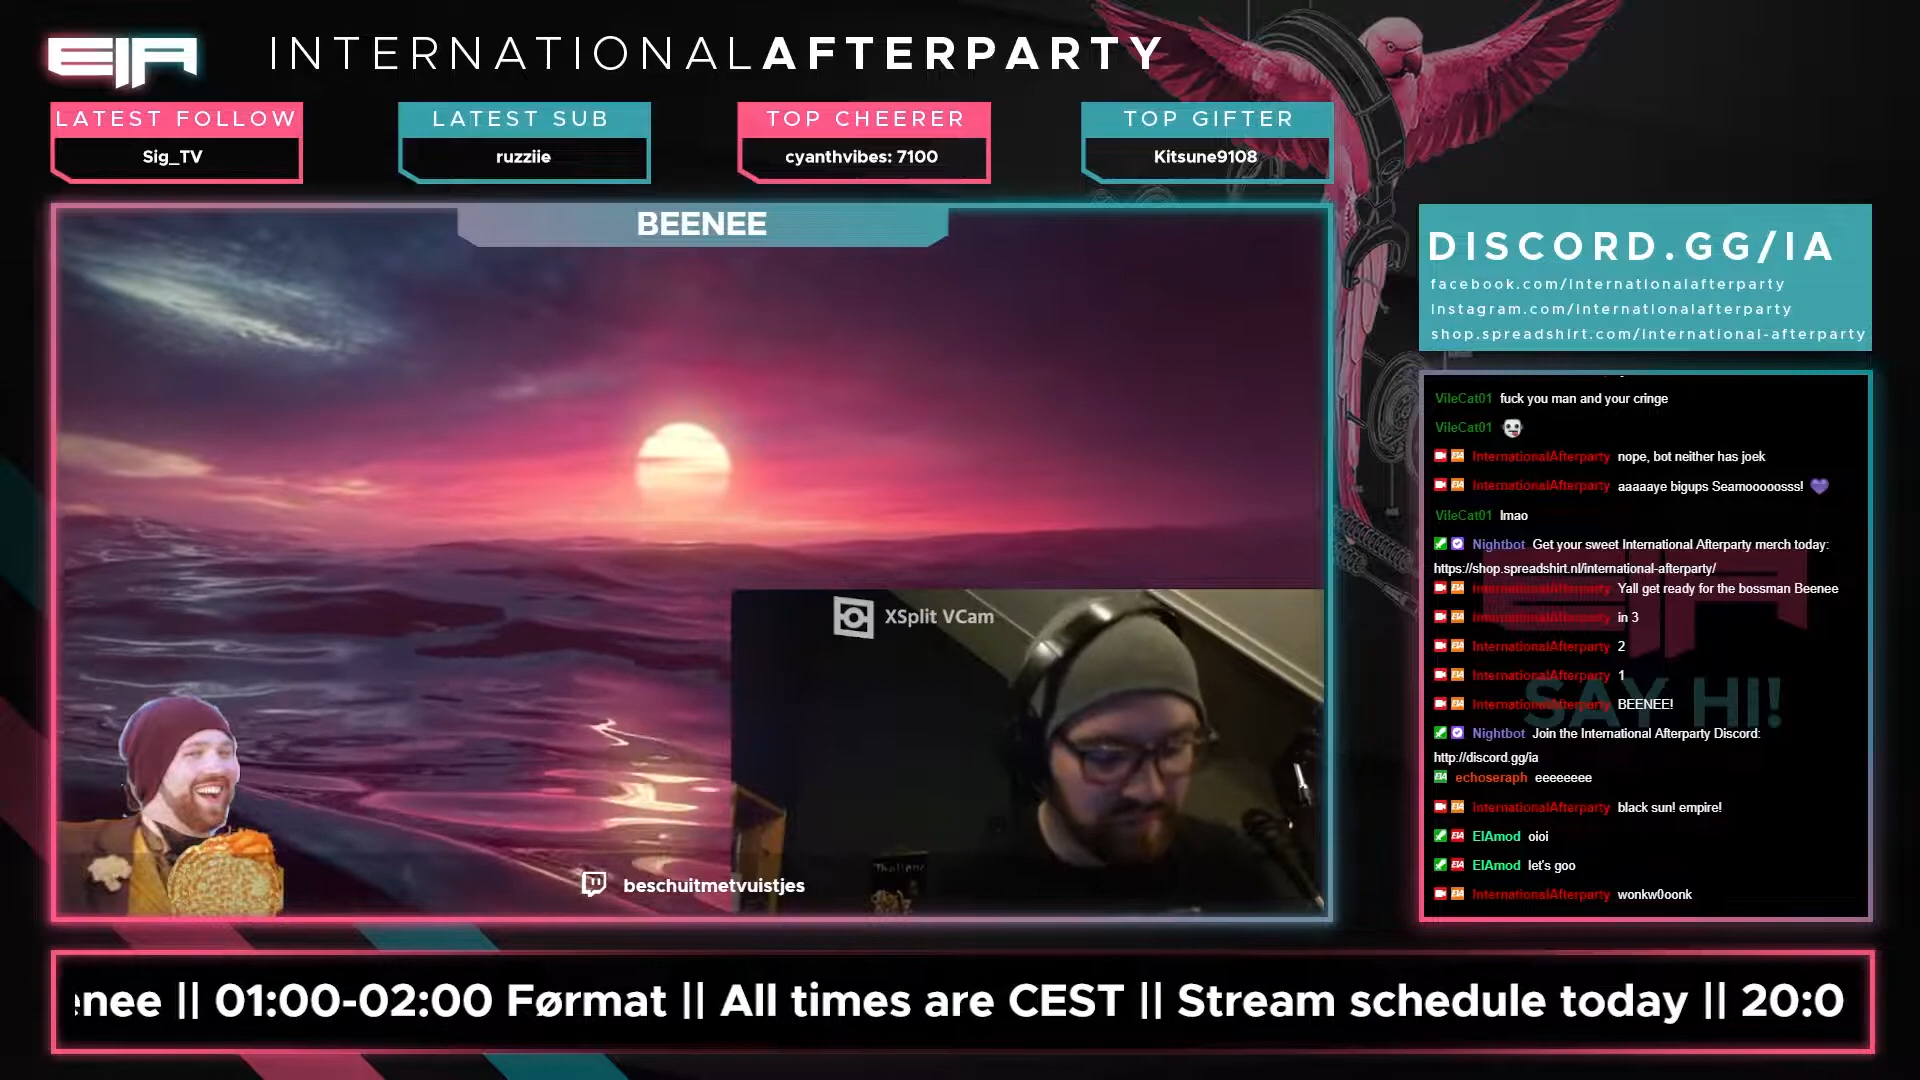 EIA
INTERNATIONALAFTERPARTY
LATEST FOLLOW
Sig_TV
LATEST SUB
ruzziie
TOP CHEERER
cyanthvibes: 7100
TOP GIFTER
Kitsune9108
BEENEE
XSplit VCam
beschuitmetvuistjes
DISCORD.GG/IA
facebook.com/internationalafterparty
instagram.com/internationalafterparty
shop.spreadshirt.com/international-afterparty
VileCat01 fuck you man and your cringe
VileCat01
InternationalAfterparty nope, bot neither has joek
InternationalAfterparty aaaaaye bigups Seamooooosss!
VileCat01 lmao
Nightbot Get your sweet International Afterparty merch today:
https://shop.spreadshirt.nl/international-afterparty/
InternationalAfterparty Yall get ready for the bossman Beenee
InternationalAfterparty in 3
InternationalAfterparty 2
InternationalAfterparty 1
InternationalAfterparty BEENEE!
SAY HI!
Nightbot Join the International Afterparty Discord:
http://discord.gg/ia
echoseraph eeeeeeee
InternationalAfterparty black sun! empire!
EIAmod oioi
EIAmod let's goo
InternationalAfterparty wonkw0onk
enee || 01:00-02:00 Førmat || All times are CEST || Stream schedule today || 20:0